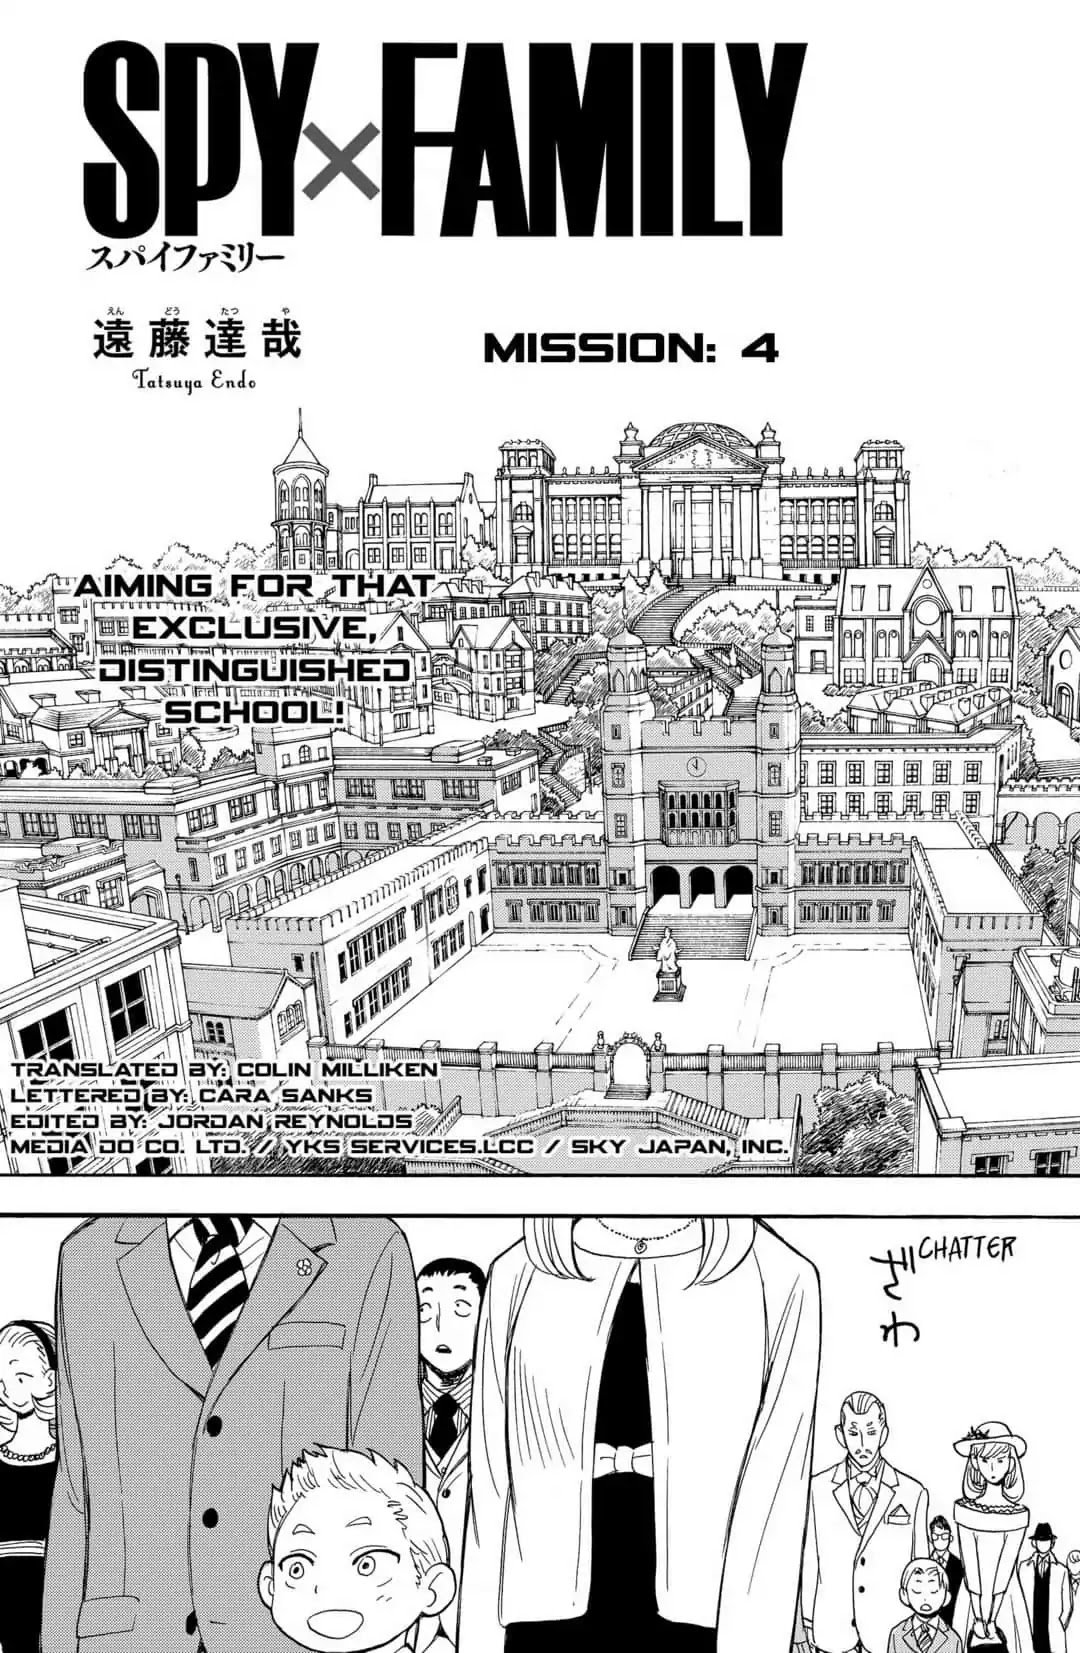 SPY×FAMILY
スパイファミリー
えん どう たつ や
遠藤達哉
Tatsuya Endo
MISSION: 4
AIMING FOR THAT
EXCLUSIVE,
DISTINGUISHED
SCHOOL!
TRANSLATED BY: COLIN MILLIKEN
LETTERED BY: CARA SANKS
EDITED BY: JORDAN REYNOLDS
MEDIA DO CO. LTD. / YKS SERVICES.LCC / SKY JAPAN, INC.
CHATTER
ざわ